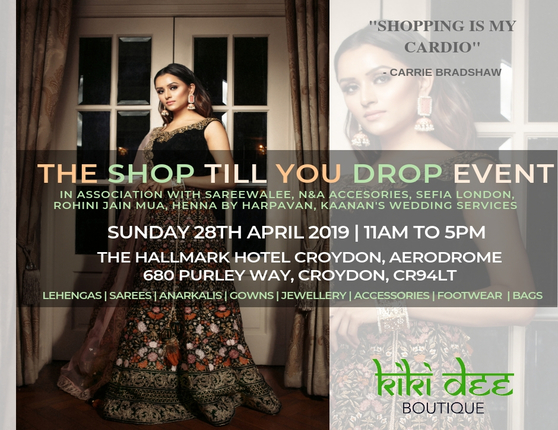 "SHOPPING IS MY
CARDIO"
- CARRIE BRADSHAW
THE SHOP TILL YOU DROP EVENT
IN ASSOCIATION WITH SAREEWALEE, N&A ACCESORIES, SEFIA LONDON,
ROHINI JAIN MUA, HENNA BY HARPAVAN, KAANAN'S WEDDING SERVICES
SUNDAY 28TH APRIL 2019 | 11AM TO 5PM
THE HALLMARK HOTEL CROYDON, AERODROME
680 PURLEY WAY, CROYDON, CR94LT
LEHENGAS | SAREES | ANARKALIS | GOWNS | JEWELLERY | ACCESSORIES | FOOTWEAR | BAGS
kiki dee
BOUTIQUE